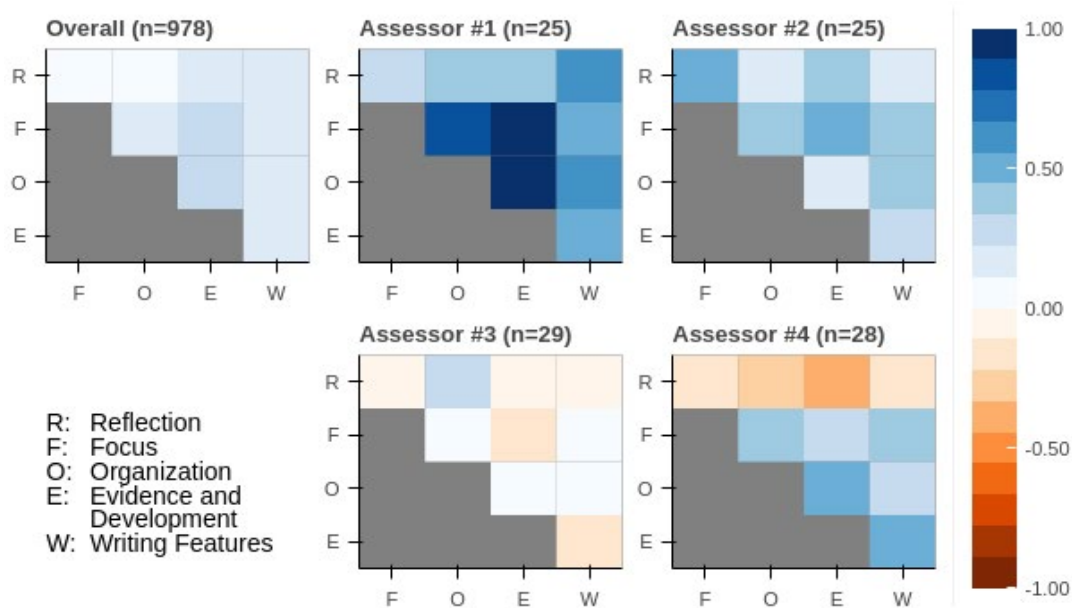 Overall (n=978)
Assessor #1 (n=25)
Assessor #2 (n=25)
R
F
O
E
F O E W
R
F
O
E
F O E W
R
F
O
E
F O E W
1.00
0.50
0.00
-0.50
-1.00
Assessor #3 (n=29)
Assessor #4 (n=28)
R
F
O
E
F O E W
R
F
O
E
F O E W
R: Reflection
F: Focus
O: Organization
E: Evidence and
Development
W: Writing Features